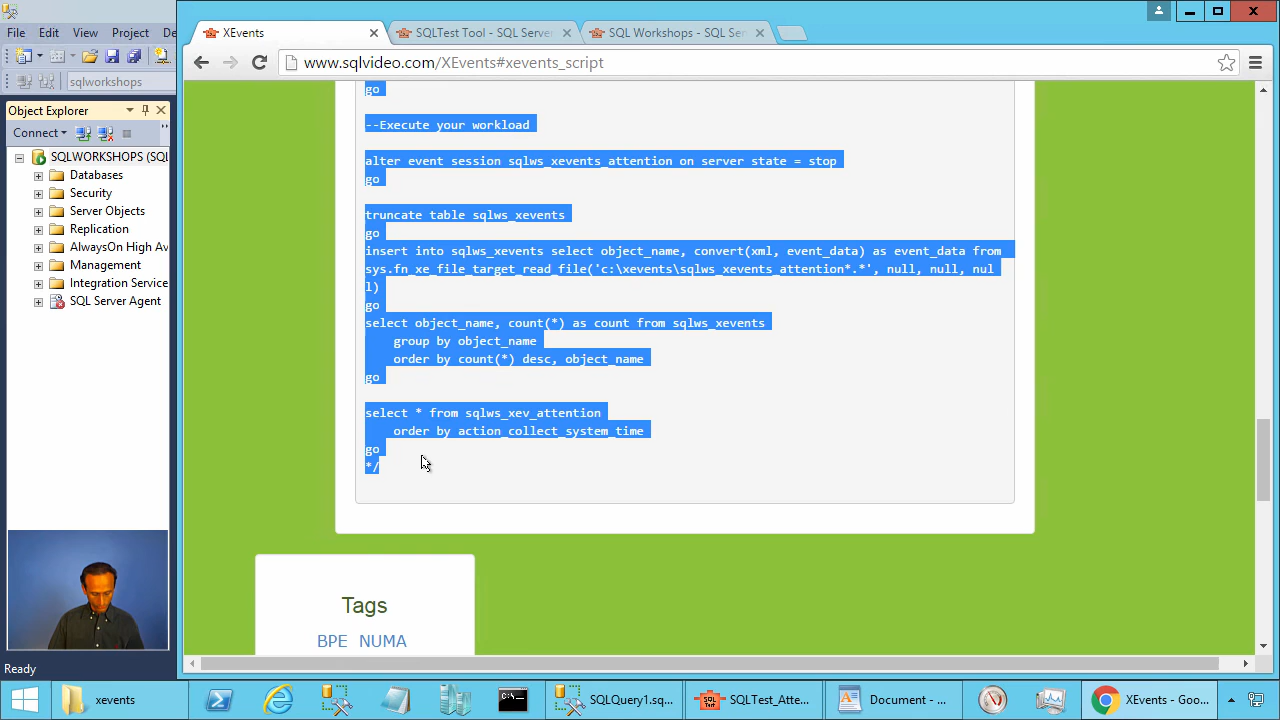 XEvents
SQLTest Tool - SQL Server
SQL Workshops - SQL Ser
File Edit View Project De
www.sqlvideo.com/XEvents#xevents_script
sqlworkshops
Object Explorer
Connect
SQLWORKSHOPS (SQL
Databases
Security
Server Objects
Replication
AlwaysOn High Av
Management
Integration Service
SQL Server Agent
go
--Execute your workload
alter event session sqlws_xevents_attention on server state = stop
go
truncate table sqlws_xevents
go
insert into sqlws_xevents select object_name, convert(xml, event_data) as event_data from
sys.fn_xe_file_target_read_file('c:\xevents\sqlws_xevents_attention*.*', null, null, nul
l)
go
select object_name, count(*) as count from sqlws_xevents
group by object_name
order by count(*) desc, object_name
go
select * from sqlws_xev_attention
order by action_collect_system_time
go
*/
Tags
BPE NUMA
Ready
xevents
SQLQuery1.sq...
SQLTest_Atte...
Document - ...
XEvents - Goo...